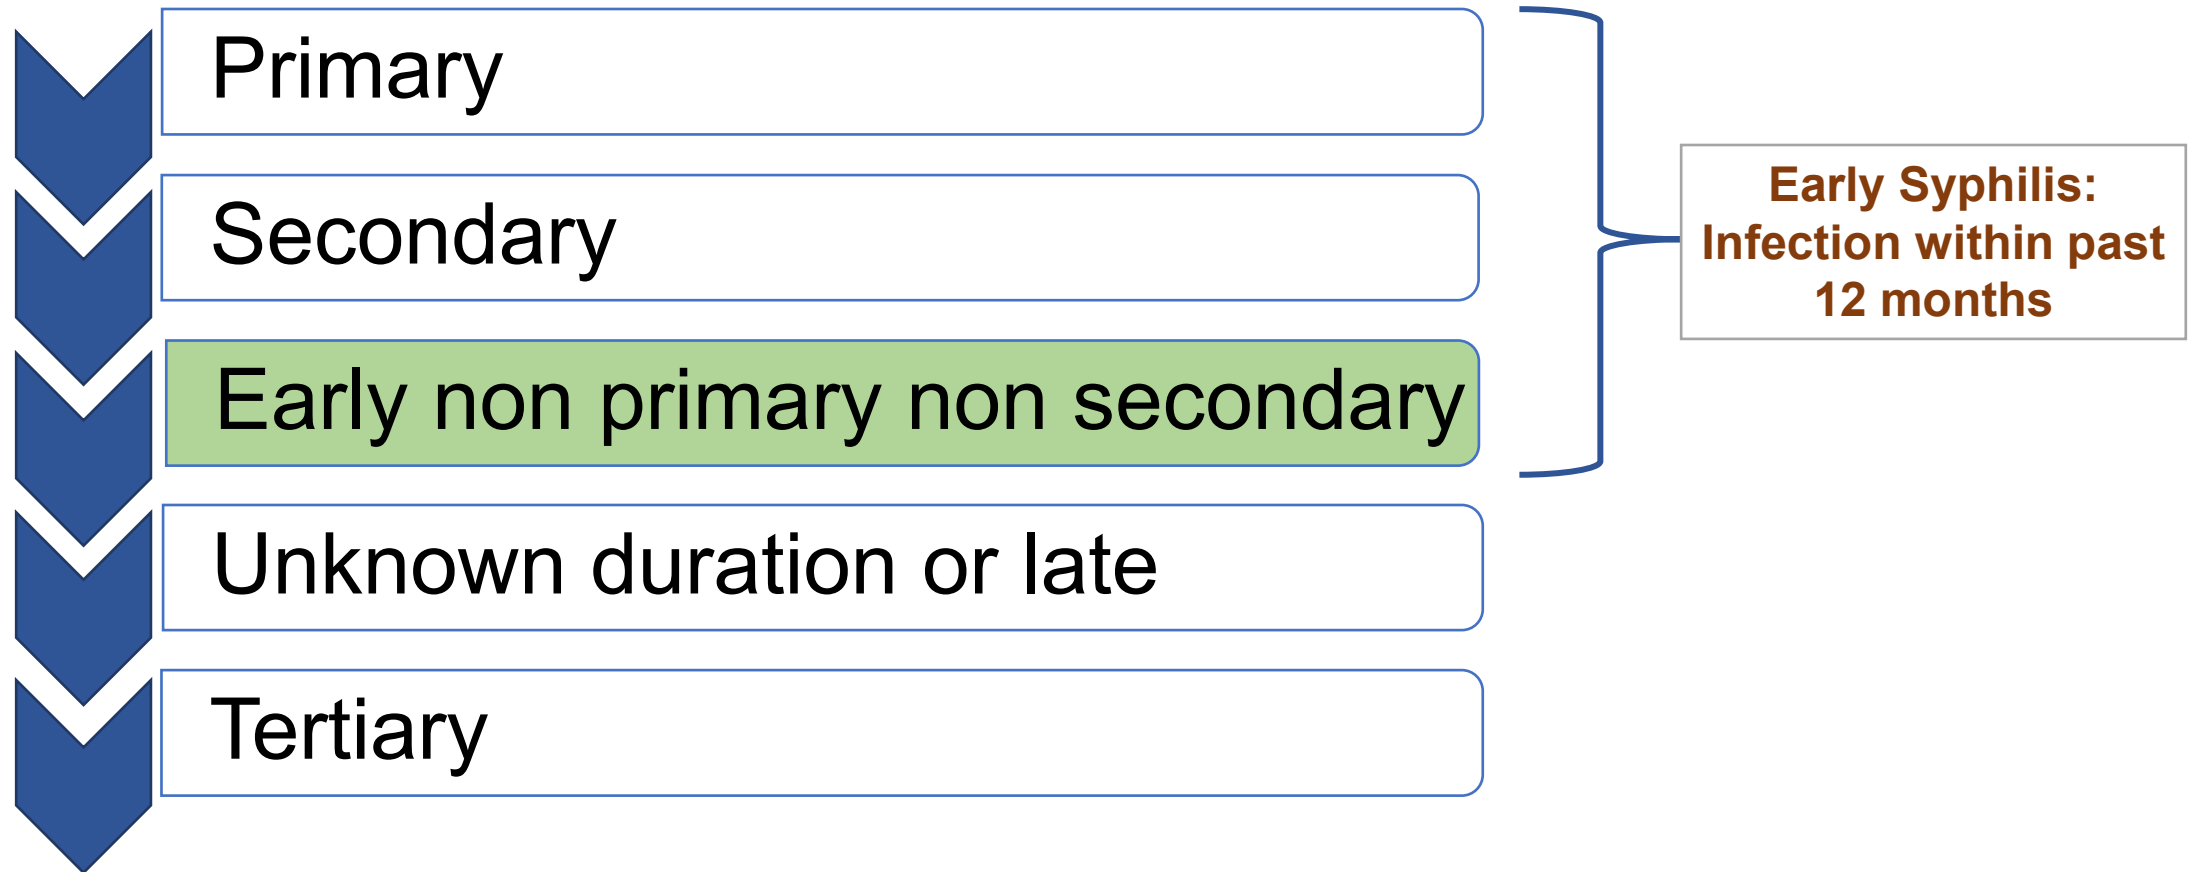 Primary
Secondary
Early non primary non secondary
Unknown duration or late
Tertiary
Early Syphilis:
Infection within past
12 months